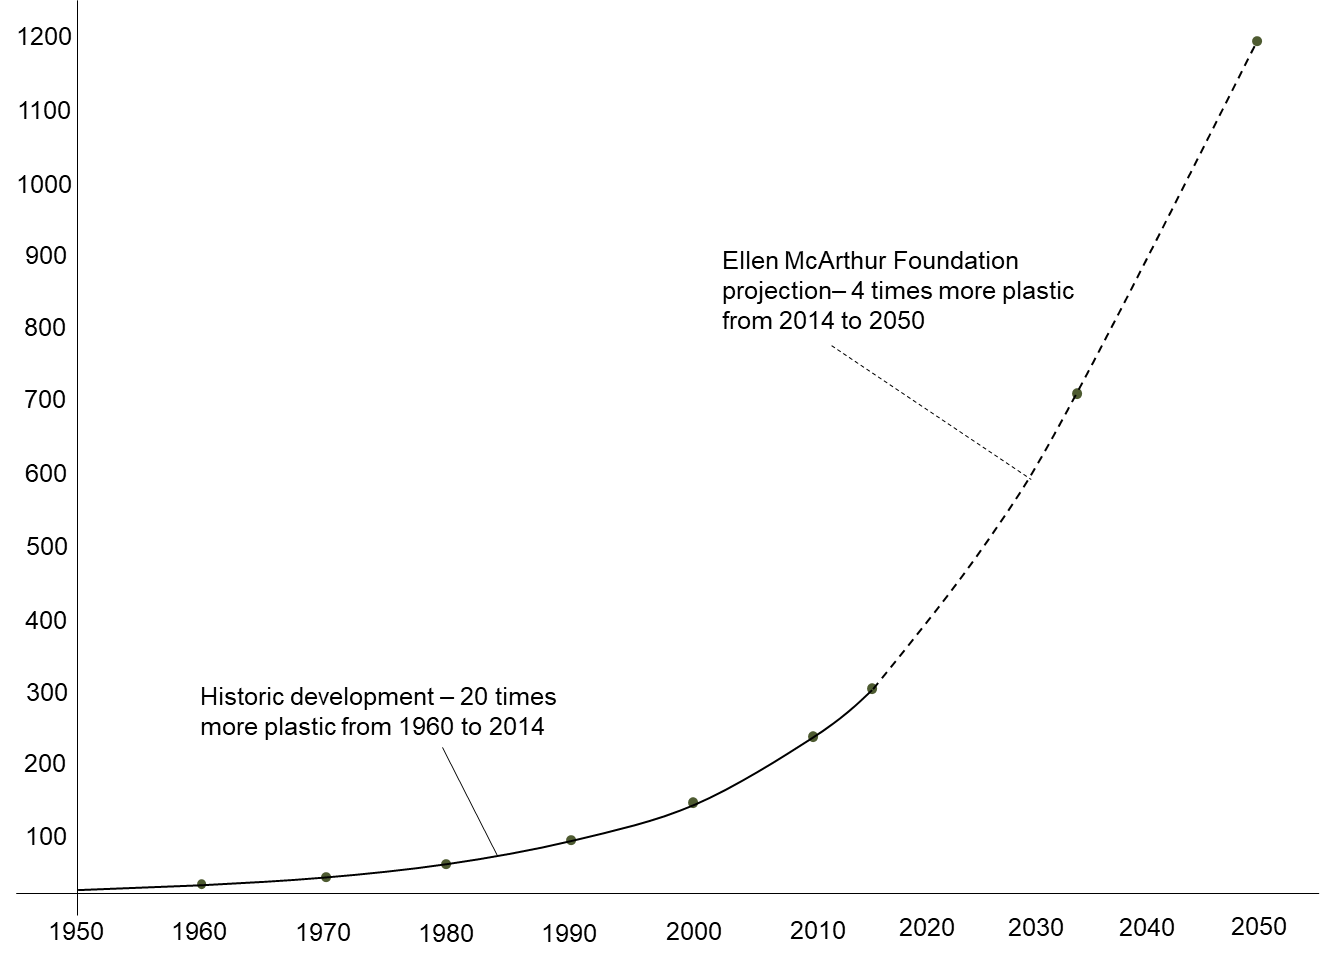 1200
1100
1000
900
Ellen McArthur Foundation
projection– 4 times more plastic
from 2014 to 2050
800
700
600
500
400
300
Historic development – 20 times
more plastic from 1960 to 2014
200
100
1950 1960 1970 1980 1990 2000 2010 2020 2030 2040 2050